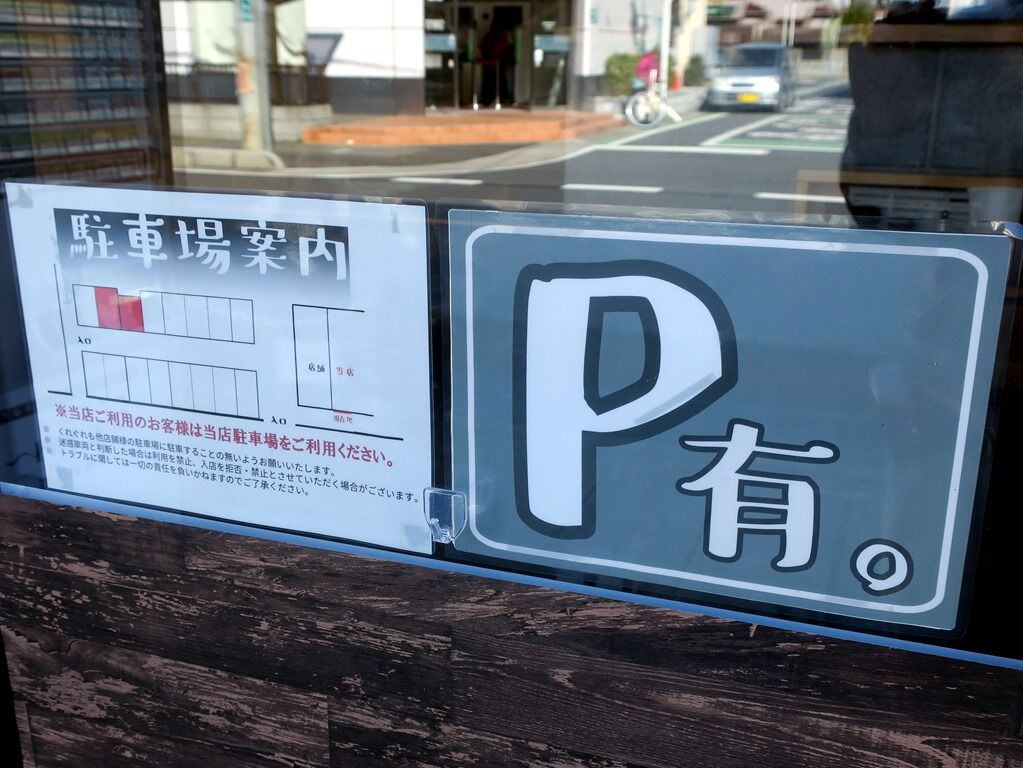 駐車場案内
入口
店舗
当店
入口
現在地
※当店ご利用のお客様は当店駐車場をご利用ください。
※ くれぐれも他店舗様の駐車場に駐車することの無いようお願いいたします。
※ 迷惑車両と判断した場合は利用を禁止、入店を拒否・禁止とさせていただく場合がございます。
※ トラブルに関しては一切の責任を負いかねますのでご了承ください。
P有。